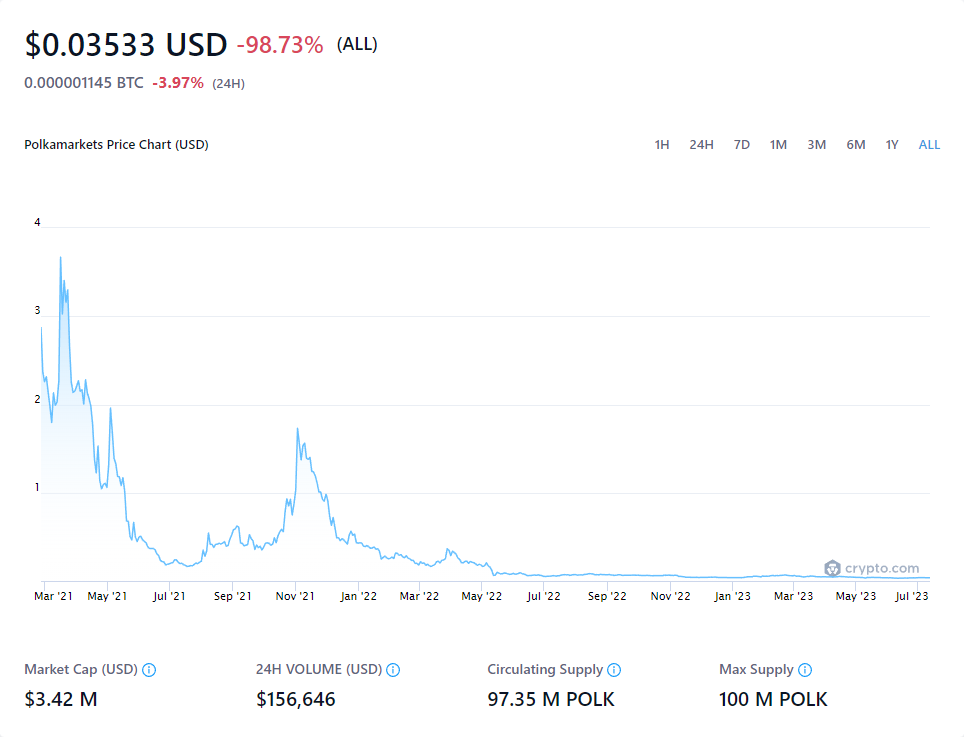 $0.03533 USD -98.73% (ALL)
0.000001145 BTC -3.97% (24H)
Polkamarkets Price Chart (USD) 1H 24H 7D 1M 3M 6M 1Y ALL
4
3
2
1
crypto.com
Mar '21 May '21 Jul '21 Sep '21 Nov '21 Jan '22 Mar '22 May '22 Jul '22 Sep '22 Nov '22 Jan '23 Mar '23 May '23 Jul '23
Market Cap (USD) 24H VOLUME (USD) Circulating Supply Max Supply
$3.42 M $156,646 97.35 M POLK 100 M POLK